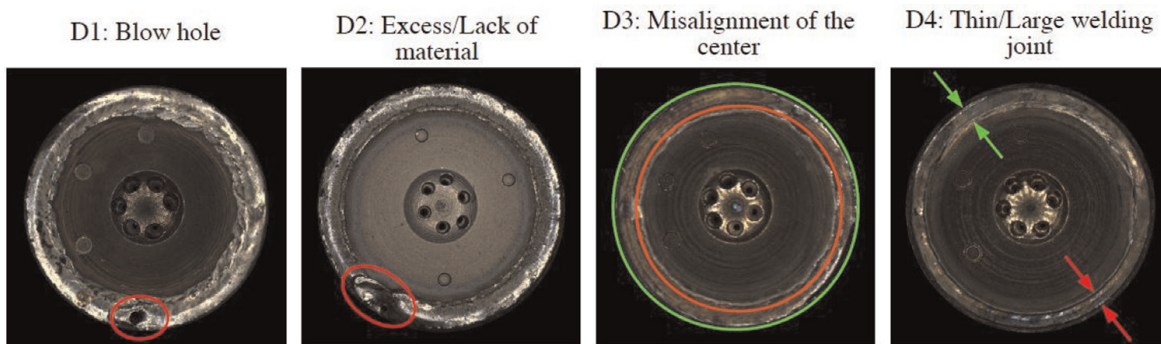 D1: Blow hole
D2: Excess/Lack of
material
D3: Misalignment of the
center
D4: Thin/Large welding
joint